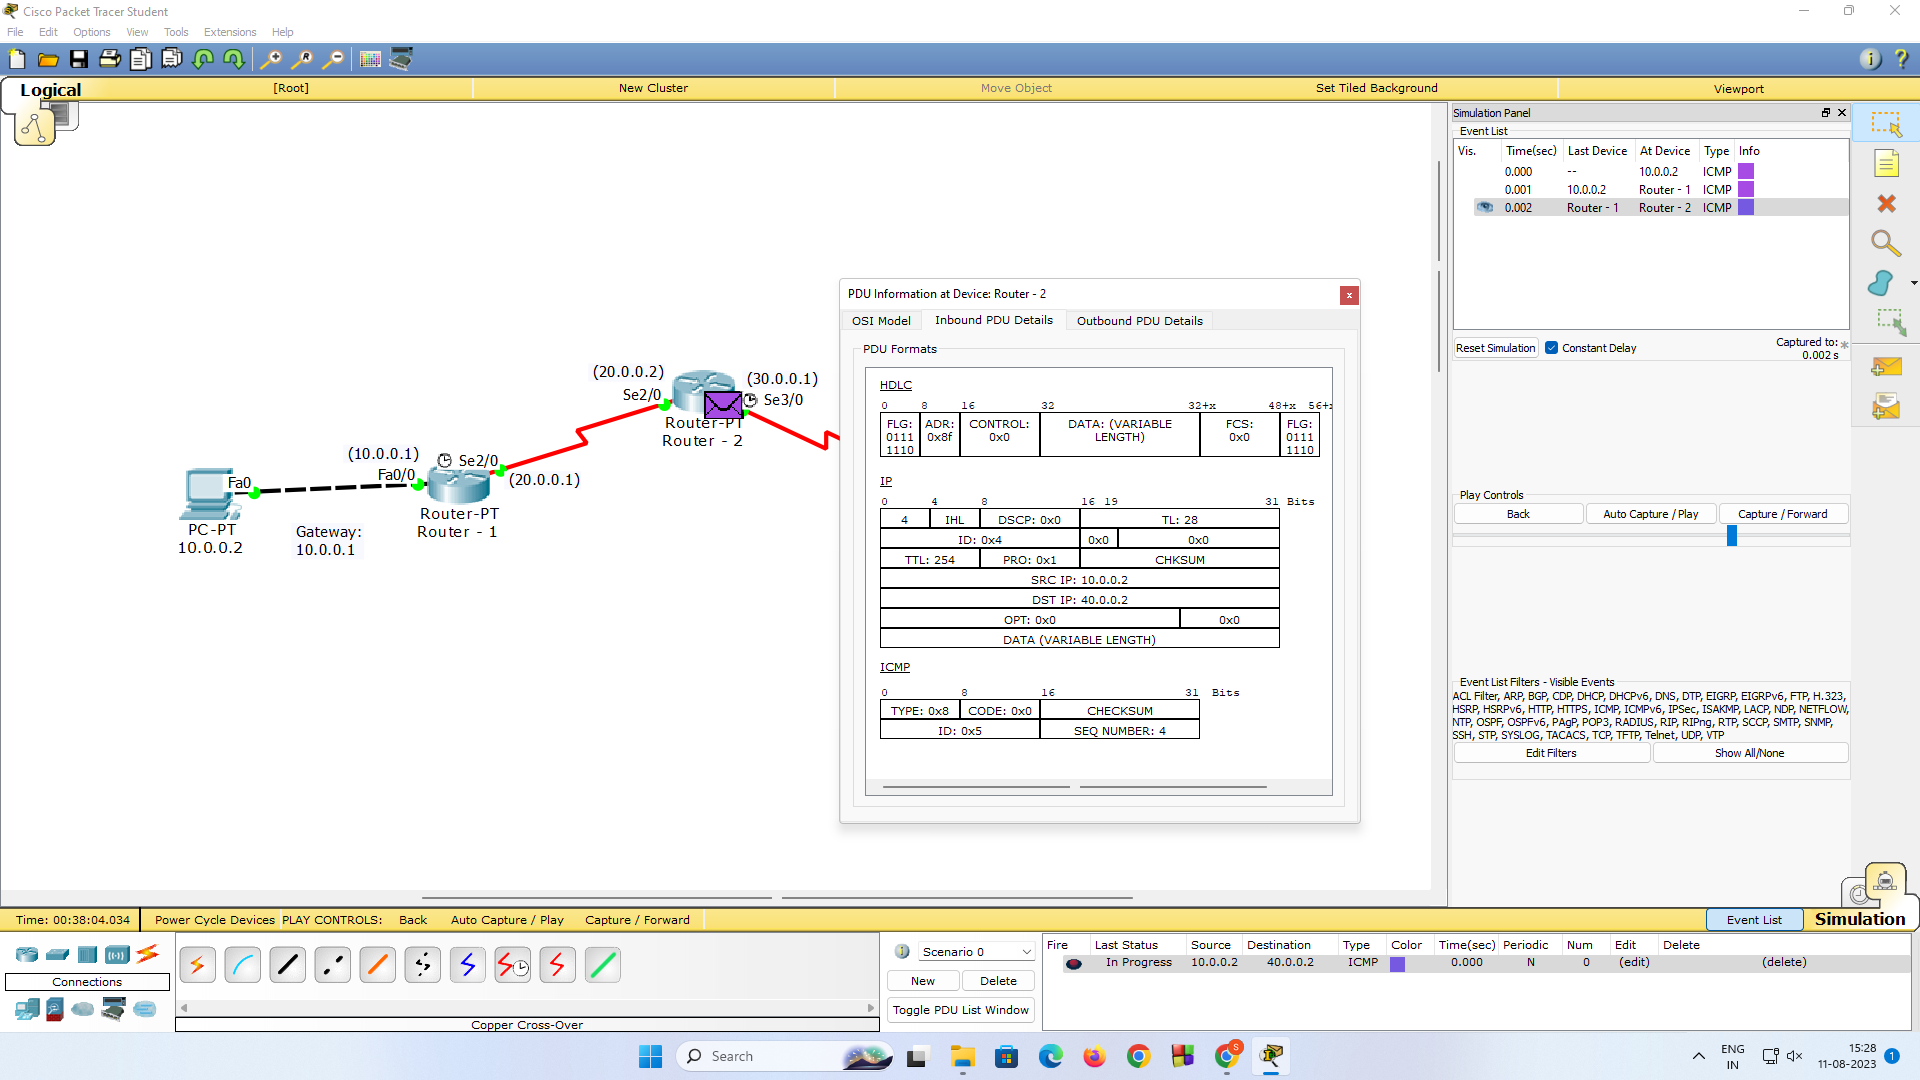 Cisco Packet Tracer Student
File Edit Options View Tools Extensions Help
Logical [Root] New Cluster Move Object Set Tiled Background Viewport
Simulation Panel
Event List
Vis. Time(sec) Last Device At Device Type Info
0.000 -- 10.0.0.2 ICMP
0.001 10.0.0.2 Router - 1 ICMP
0.002 Router - 1 Router - 2 ICMP
Reset Simulation Constant Delay Captured to: *
0.002 s
Play Controls
Back Auto Capture / Play Capture / Forward
Event List Filters - Visible Events
ACL Filter, ARP, BGP, CDP, DHCP, DHCPv6, DNS, DTP, EIGRP, EIGRPv6, FTP, H.323,
HSRP, HSRPv6, HTTP, HTTPS, ICMP, ICMPv6, IPSec, ISAKMP, LACP, NDP, NETFLOW,
NTP, OSPF, OSPFv6, PAgP, POP3, RADIUS, RIP, RIPng, RTP, SCCP, SMTP, SNMP,
SSH, STP, SYSLOG, TACACS, TCP, TFTP, Telnet, UDP, VTP
Edit Filters Show All/None
(20.0.0.2) (30.0.0.1)
Se2/0 Se3/0
Router-PT
Router - 2
(10.0.0.1) Se2/0
Fa0/0 (20.0.0.1)
Fa0
Router-PT
Router - 1
PC-PT
10.0.0.2
Gateway:
10.0.0.1
PDU Information at Device: Router - 2 x
OSI Model Inbound PDU Details Outbound PDU Details
PDU Formats
HDLC
0 8 16 32 32+x 48+x 56+x
FLG: 0111 1110 ADR: 0x8f CONTROL: 0x0 DATA: (VARIABLE LENGTH) FCS: 0x0 FLG: 0111 1110
IP
0 4 8 16 19 31 Bits
4 IHL DSCP: 0x0 TL: 28
ID: 0x4 0x0 0x0
TTL: 254 PRO: 0x1 CHKSUM
SRC IP: 10.0.0.2
DST IP: 40.0.0.2
OPT: 0x0 0x0
DATA (VARIABLE LENGTH)
ICMP
0 8 16 31 Bits
TYPE: 0x8 CODE: 0x0 CHECKSUM
ID: 0x5 SEQ NUMBER: 4
Time: 00:38:04.034 Power Cycle Devices PLAY CONTROLS: Back Auto Capture / Play Capture / Forward Event List Simulation
Connections
Copper Cross-Over
Scenario 0
New Delete
Toggle PDU List Window
Fire Last Status Source Destination Type Color Time(sec) Periodic Num Edit Delete
In Progress 10.0.0.2 40.0.0.2 ICMP 0.000 N 0 (edit) (delete)
Search
S
ENG
IN
15:28
11-08-2023
1